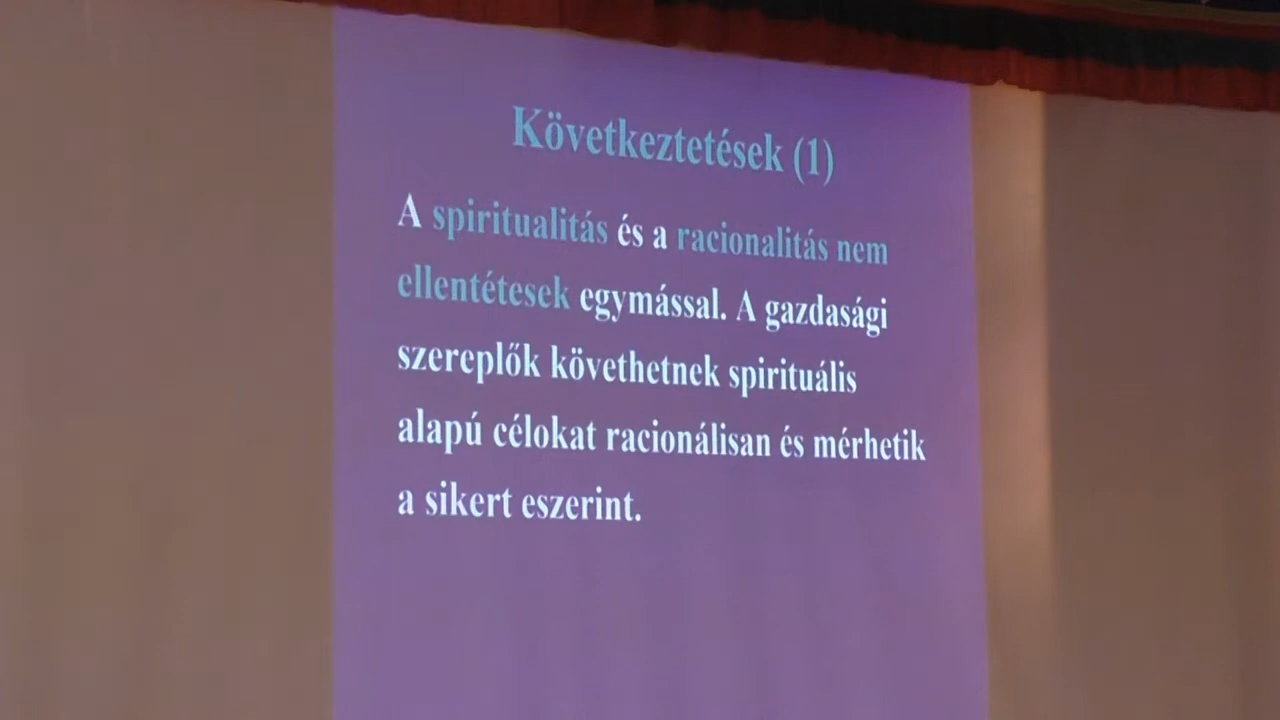 Következtetések (1)
A spiritualitás és a racionalitás nem
ellentétesek egymással. A gazdasági
szereplők követhetnek spirituális
alapú célokat racionálisan és mérhetik
a sikert eszerint.